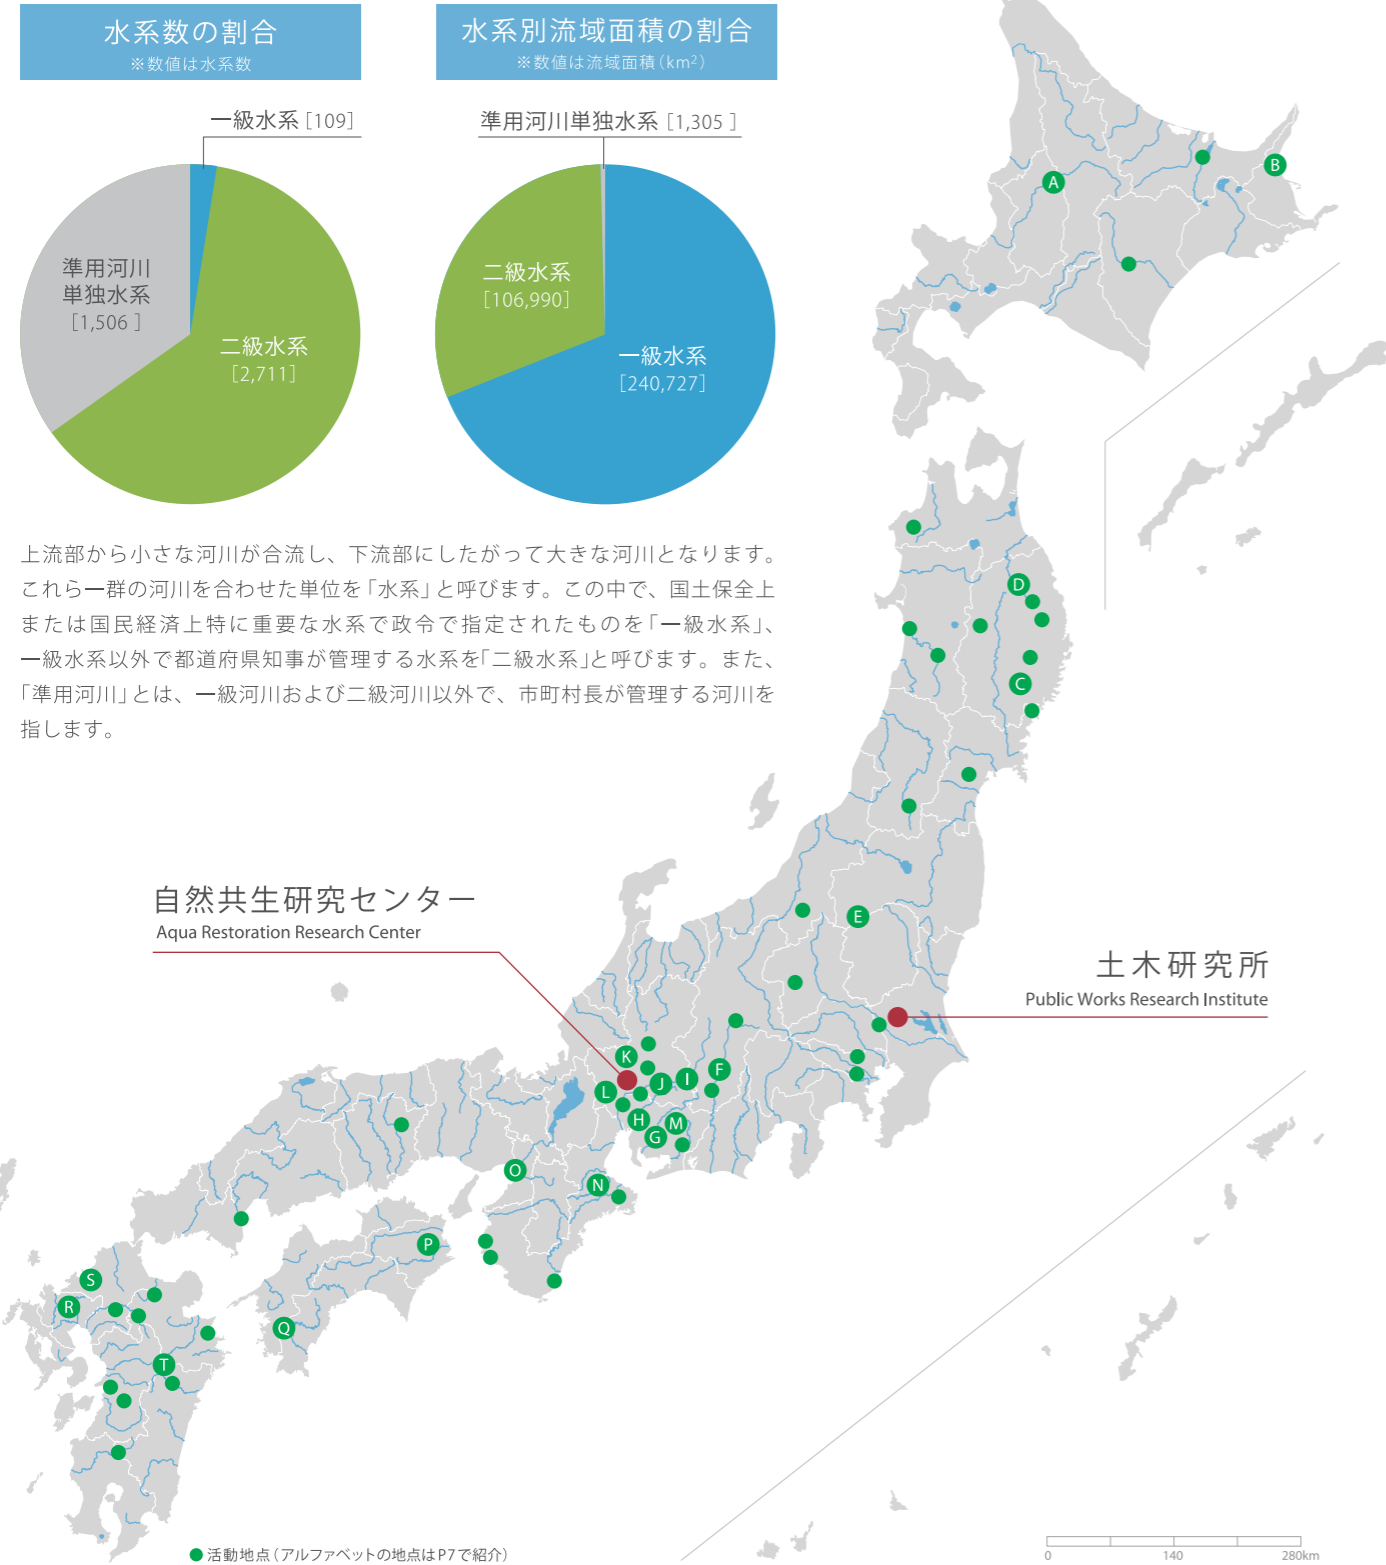 水系数の割合
※数値は水系数
水系別流域面積の割合
※数値は流域面積（km²）
一級水系 [109]
準用河川
単独水系
[1,506 ]
二級水系
[2,711]
準用河川単独水系 [1,305 ]
二級水系
[106,990]
一級水系
[240,727]
上流部から小さな河川が合流し、下流部にしたがって大きな河川となります。
これら一群の河川を合わせた単位を「水系」と呼びます。この中で、国土保全上
または国民経済上特に重要な水系で政令で指定されたものを「一級水系」、
一級水系以外で都道府県知事が管理する水系を「二級水系」と呼びます。また、
「準用河川」とは、一級河川および二級河川以外で、市町村長が管理する河川を
指します。
自然共生研究センター
Aqua Restoration Research Center
土木研究所
Public Works Research Institute
A
B
D
C
E
K
F
I
J
L
H
M
G
O
N
P
S
R
Q
T
活動地点（アルファベットの地点はP7で紹介）
0 140 280km